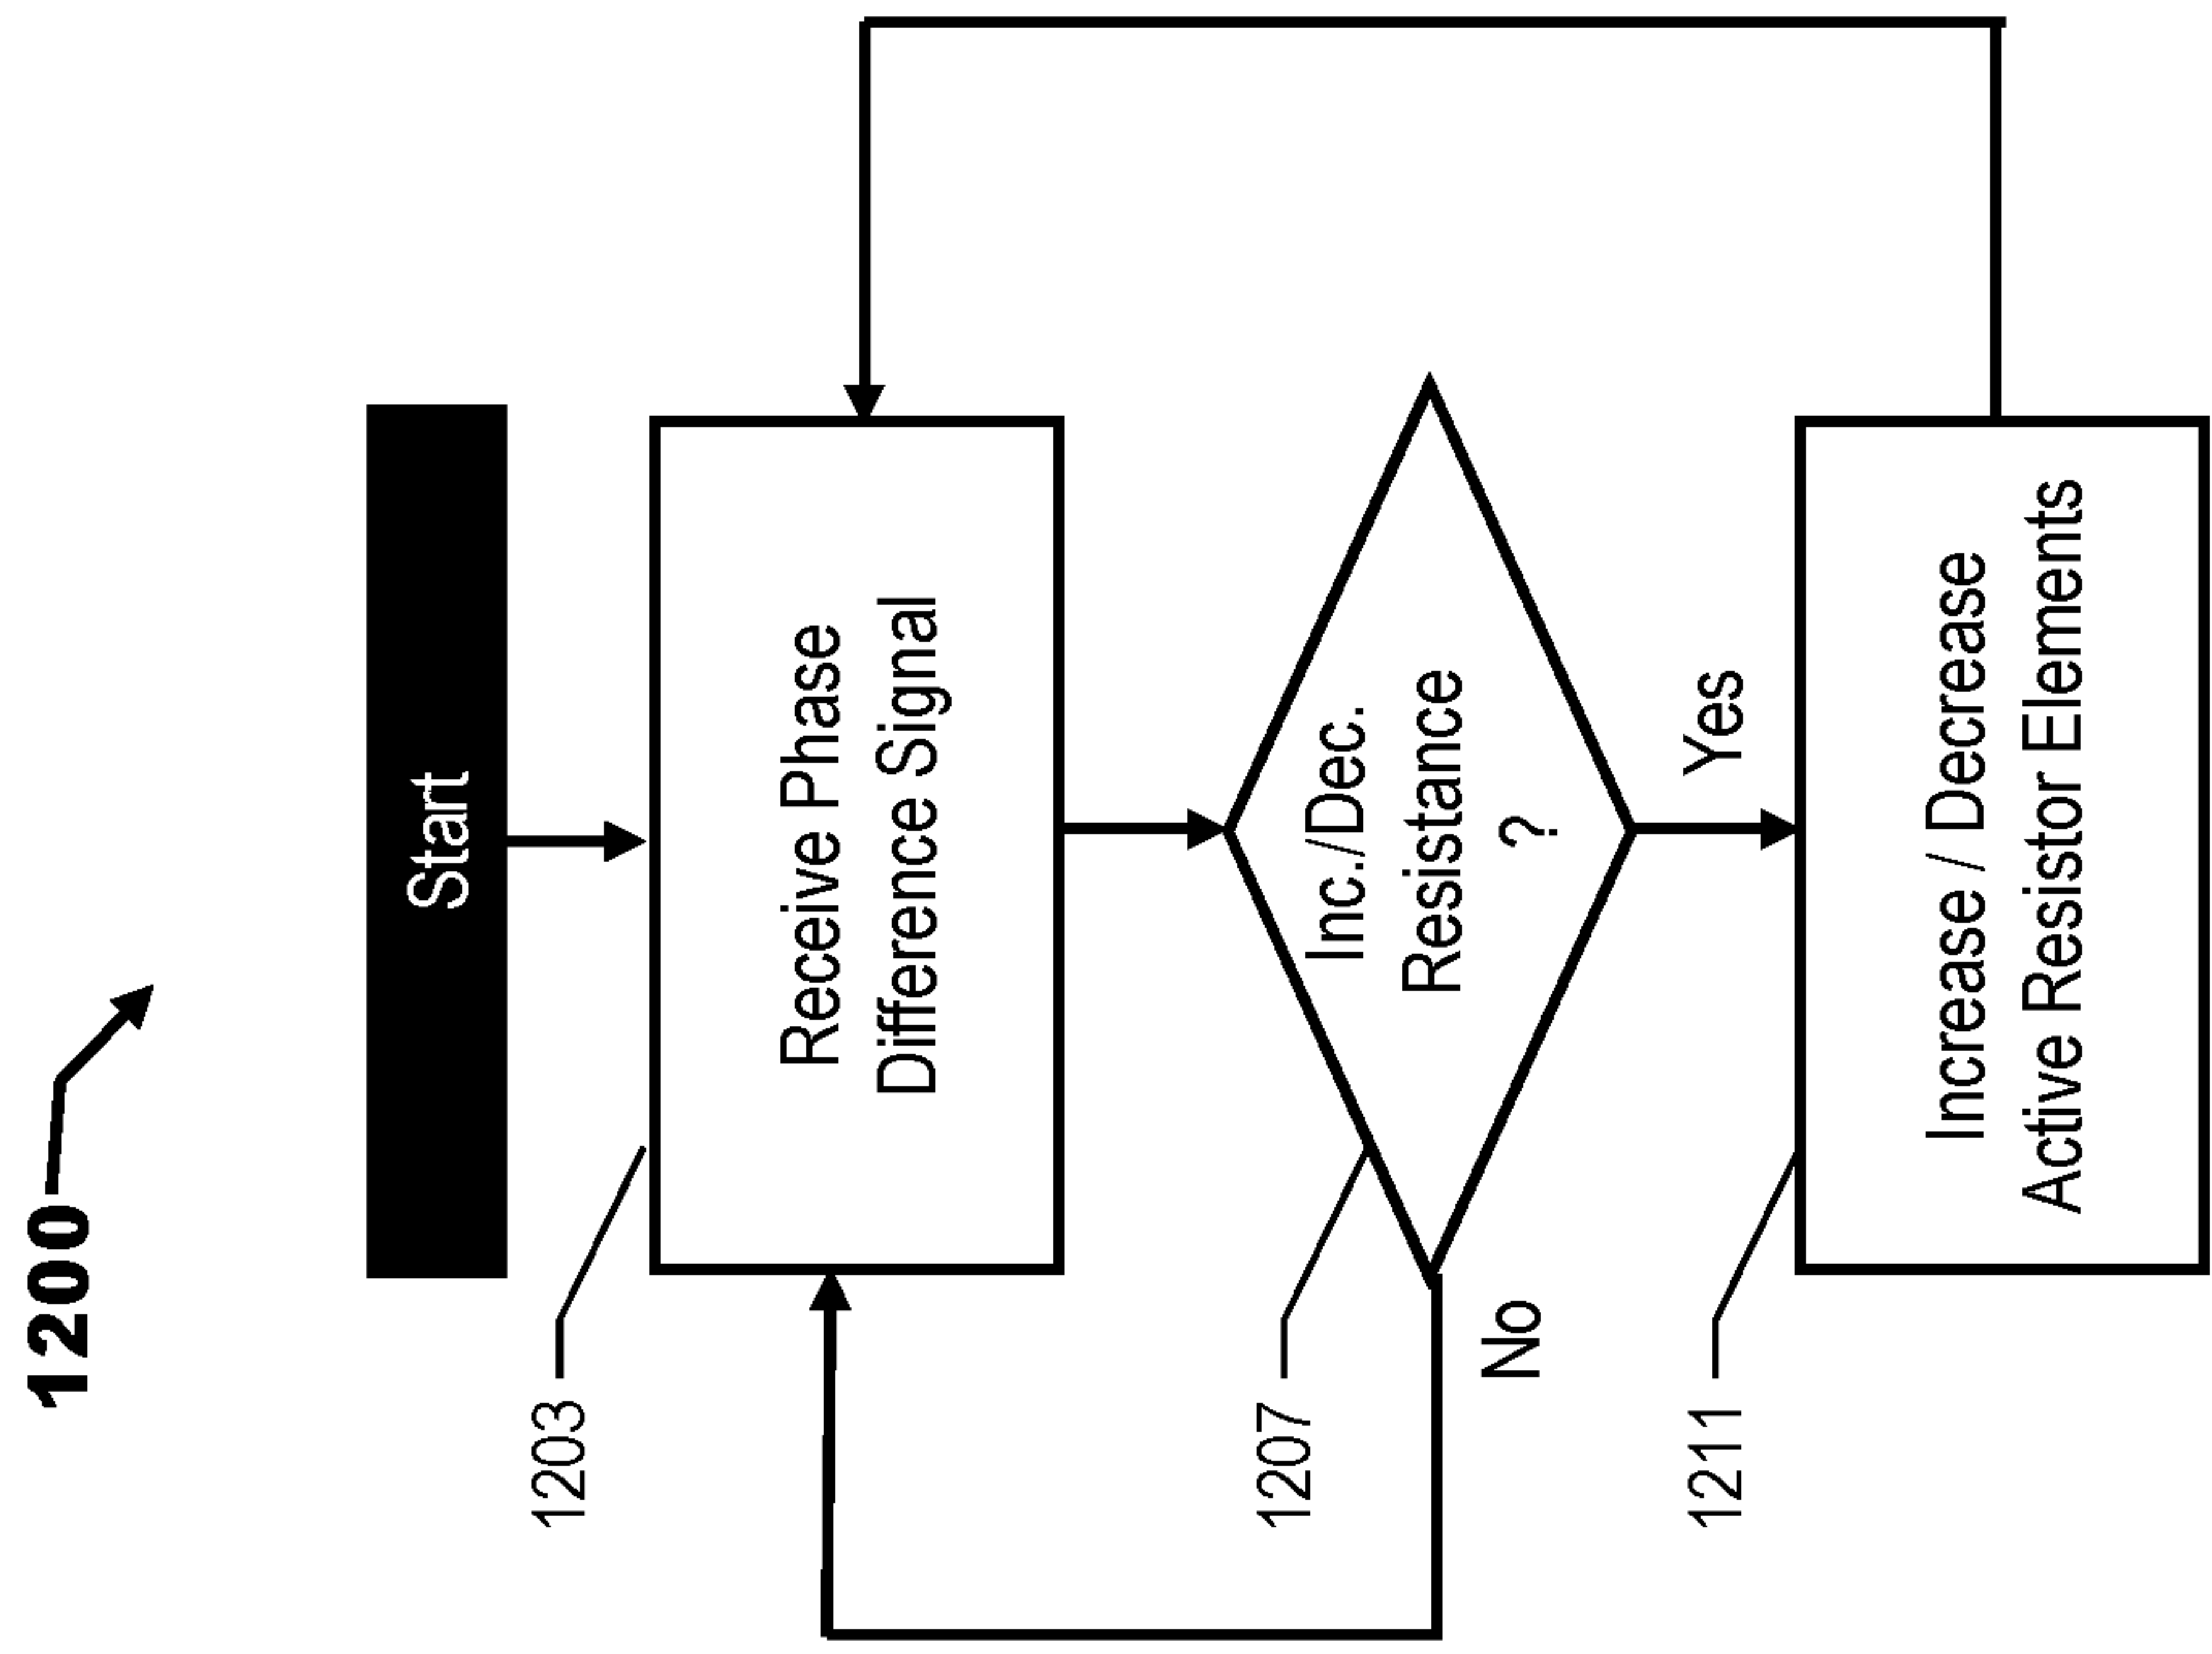 1200
Start
1203
Receive Phase
Difference Signal
1207
Inc./Dec.
Resistance
?
No
Yes
1211
Increase / Decrease
Active Resistor Elements